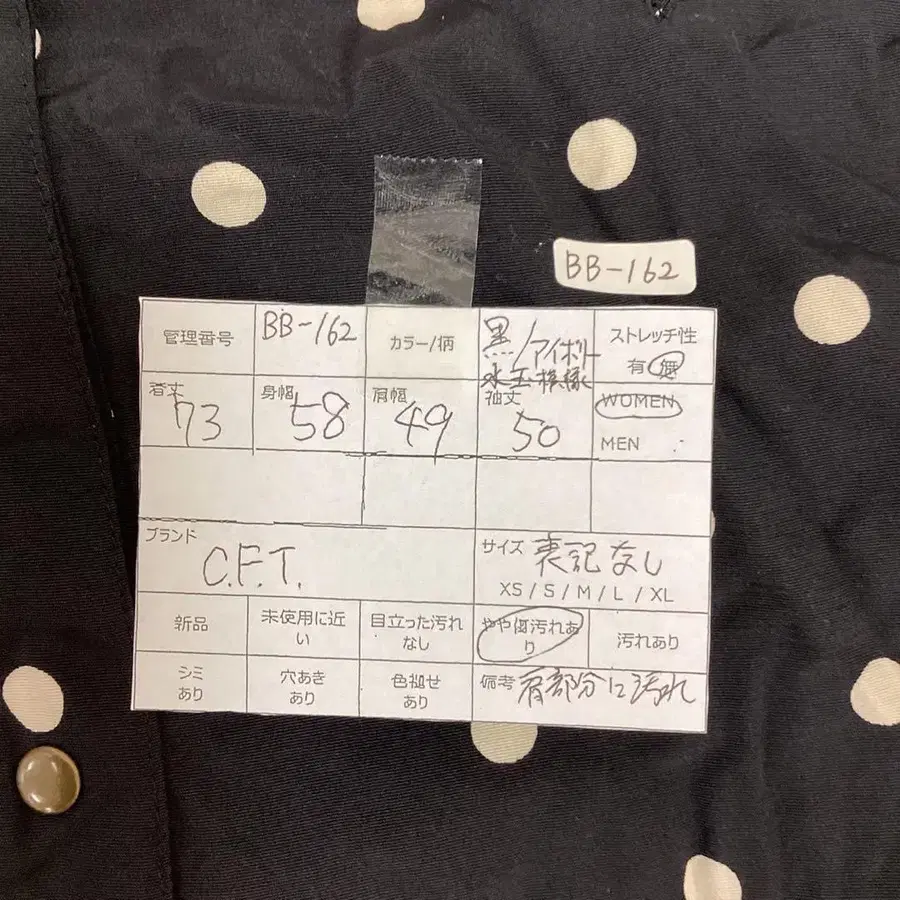 BB-162
管理番号
BB-162
カラー/柄
黒/アイボリー
水玉模様
ストレッチ性
有 無
着丈
73
身幅
58
肩幅
49
袖丈
50
WOMEN
MEN
ブランド
C.F.T.
サイズ 表記なし
XS / S / M / L / XL
新品
未使用に近
い
目立った汚れ
なし
やや傷汚れあ
り
汚れあり
シミ
あり
穴あき
あり
色褪せ
あり
備考 肩部分に汚れ